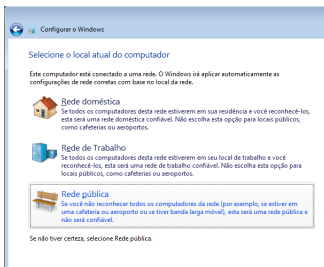 Configurar o Windows
Selecione o local atual do computador
Este computador está conectado a uma rede. O Windows irá aplicar automaticamente as
configurações de rede corretas com base no local da rede.
Rede doméstica
Se todos os computadores desta rede estiverem em sua residência e você reconhecê-los,
esta será uma rede doméstica confiável. Não escolha esta opção para locais públicos,
como cafeterias ou aeroportos.
Rede de Trabalho
Se todos os computadores desta rede estiverem em seu local de trabalho e você
reconhecê-los, esta será uma rede de trabalho confiável. Não escolha esta opção para
locais públicos, como cafeterias ou aeroportos.
Rede pública
Se você não reconhecer todos os computadores da rede (por exemplo, se estiver em
uma cafeteria ou aeroporto ou se tiver banda larga móvel), esta será uma rede pública e
não será confiável.
Se não tiver certeza, selecione Rede pública.